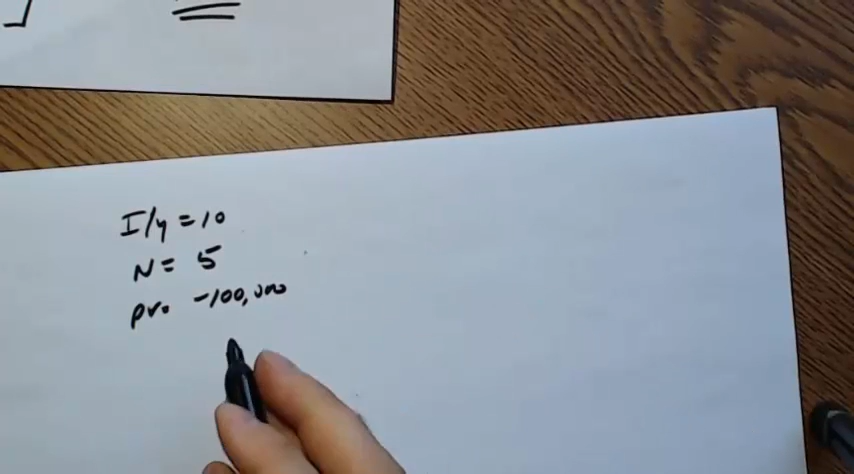 I/y = 10
N = 5
PV = -100,000